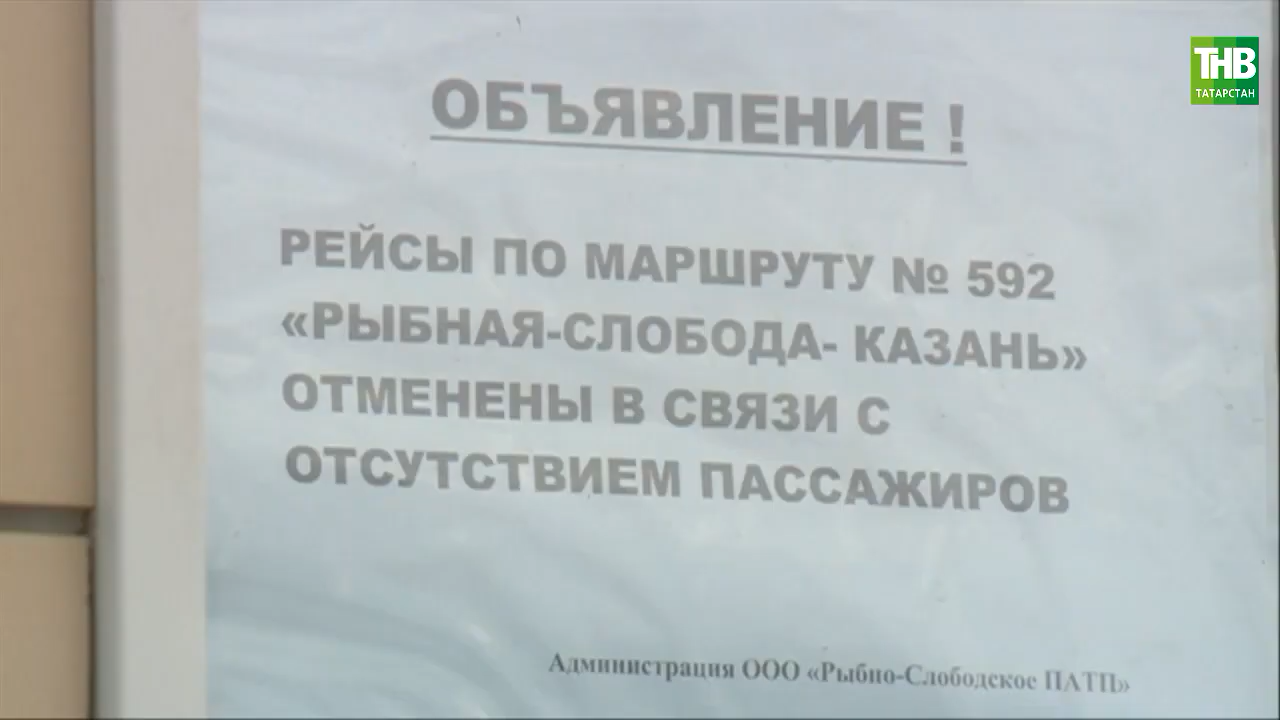 ТНВ
ТАТАРСТАН
ОБЪЯВЛЕНИЕ !
РЕЙСЫ ПО МАРШРУТУ № 592
«РЫБНАЯ-СЛОБОДА- КАЗАНЬ»
ОТМЕНЕНЫ В СВЯЗИ С
ОТСУТСТВИЕМ ПАССАЖИРОВ
Администрация ООО «Рыбно-Слободское ПАТП»